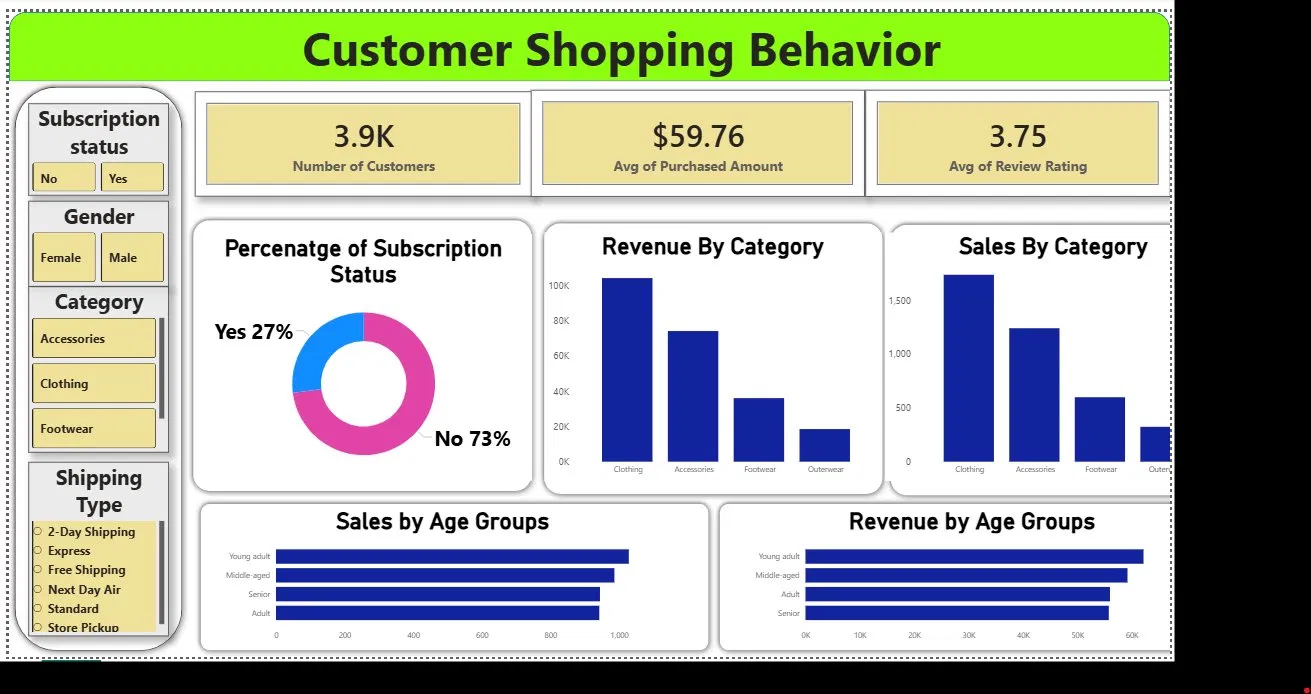 Customer Shopping Behavior
Subscription
status
No
Yes
Gender
Female
Male
Category
Accessories
Clothing
Footwear
Shipping
Type
2-Day Shipping
Express
Free Shipping
Next Day Air
Standard
Store Pickup
3.9K
Number of Customers
$59.76
Avg of Purchased Amount
3.75
Avg of Review Rating
Percenatge of Subscription
Status
Yes 27%
No 73%
Revenue By Category
100K
80K
60K
40K
20K
0K
Clothing
Accessories
Footwear
Outerwear
Sales By Category
1,500
1,000
500
0
Clothing
Accessories
Footwear
Outer
Sales by Age Groups
Young adult
Middle-aged
Senior
Adult
0
200
400
600
800
1,000
Revenue by Age Groups
Young adult
Middle-aged
Adult
Senior
0K
10K
20K
30K
40K
50K
60K